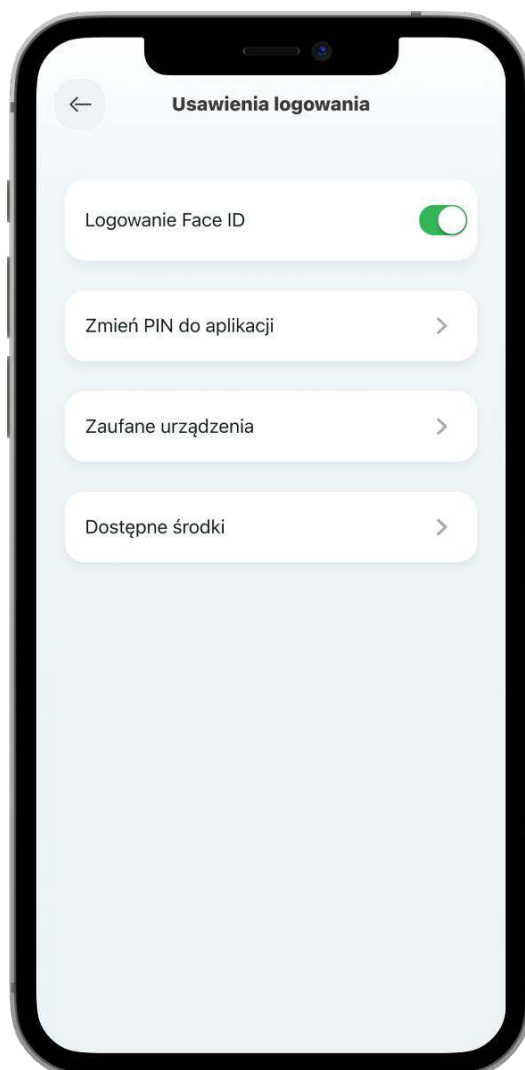 Usawienia logowania
Logowanie Face ID
Zmień PIN do aplikacji
Zaufane urządzenia
Dostępne środki